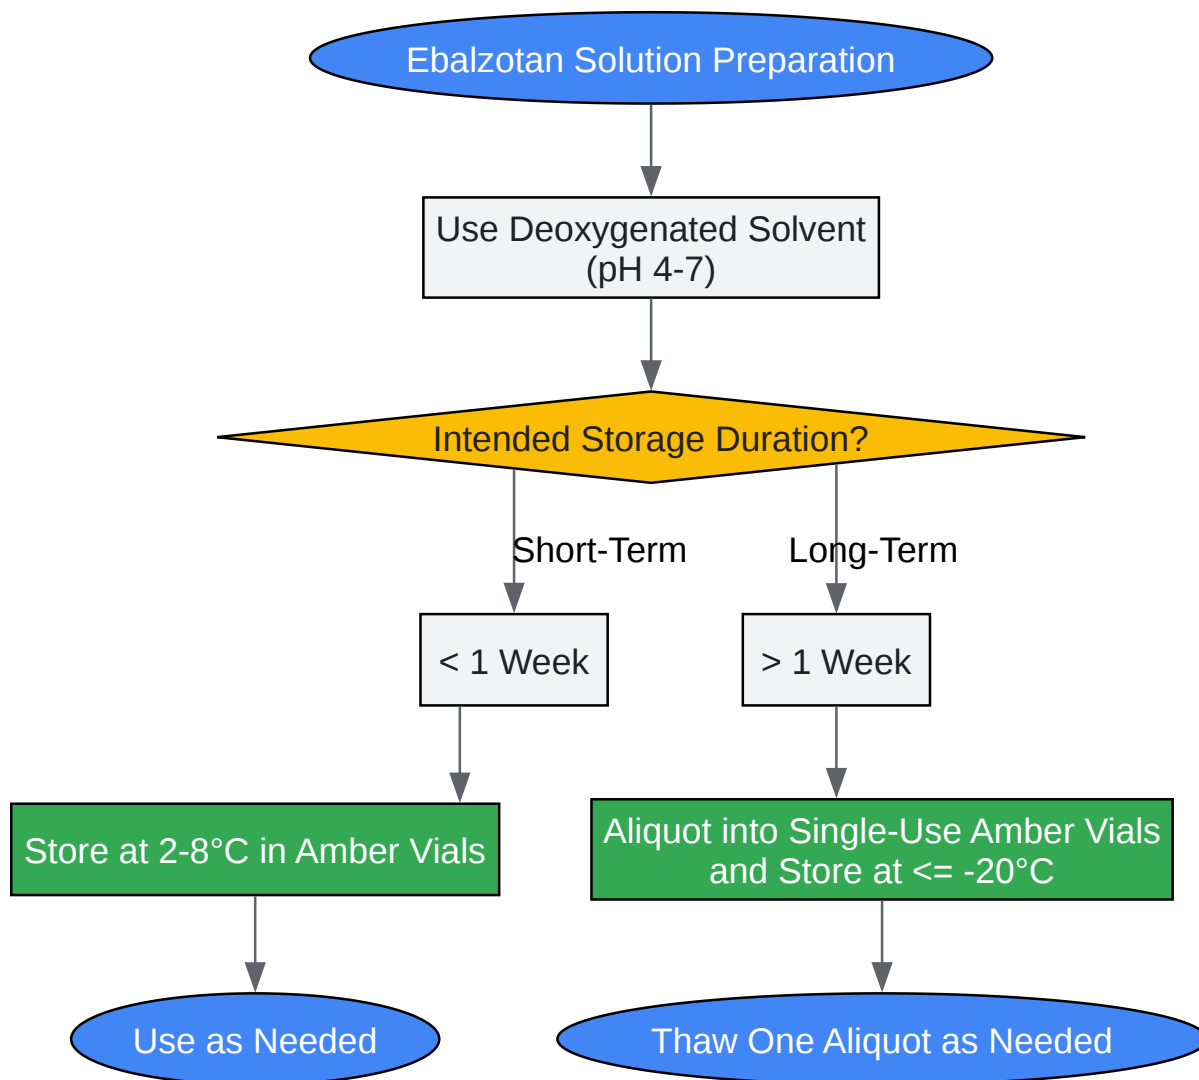 Ebalzotan Solution Preparation
Use Deoxygenated Solvent
(pH 4-7)
Intended Storage Duration?
Short-Term
Long-Term
< 1 Week
> 1 Week
Store at 2-8°C in Amber Vials
Aliquot into Single-Use Amber Vials
and Store at <= -20°C
Use as Needed
Thaw One Aliquot as Needed